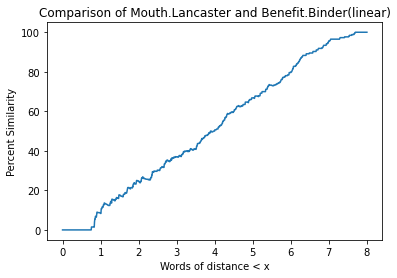 Comparison of Mouth.Lancaster and Benefit.Binder(linear)
100
80
60
40
20
0
Percent Similarity
0 1 2 3 4 5 6 7 8
Words of distance < x